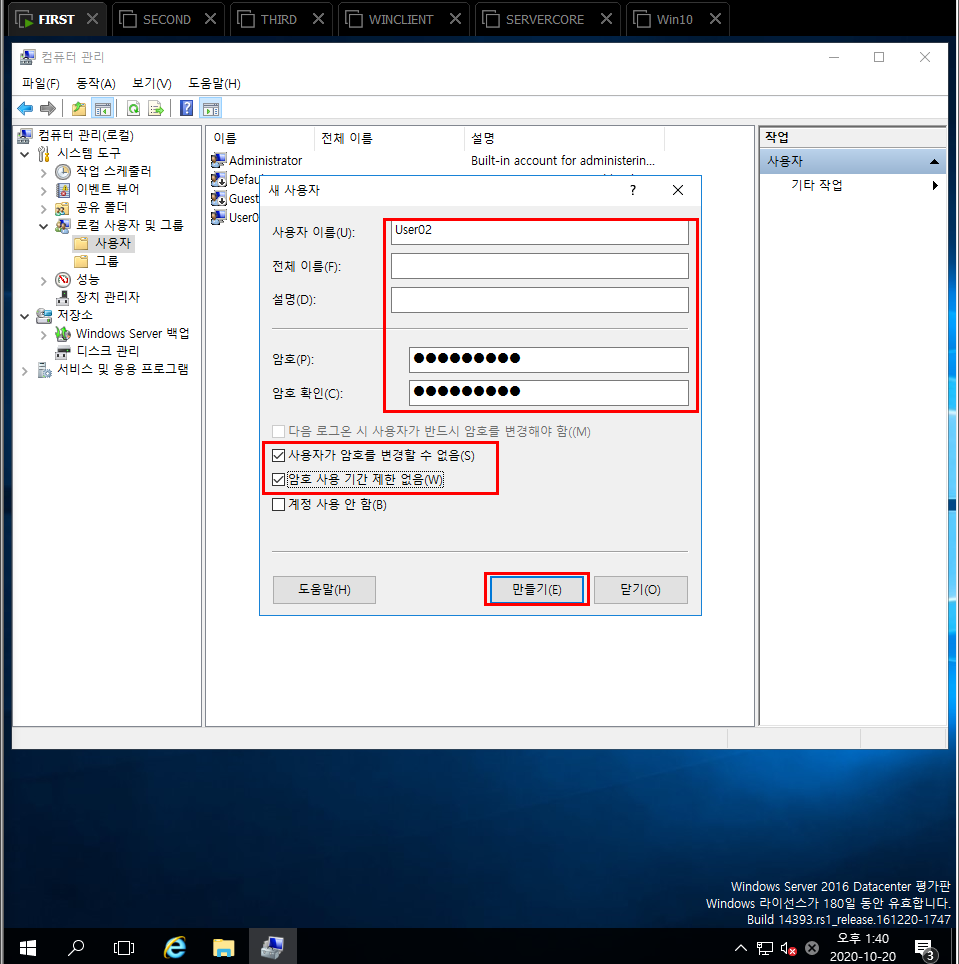 FIRST SECOND THIRD WINCLIENT SERVERCORE Win10
컴퓨터 관리
파일(F) 동작(A) 보기(V) 도움말(H)
컴퓨터 관리(로컬)
시스템 도구
작업 스케줄러
이벤트 뷰어
공유 폴더
로컬 사용자 및 그룹
사용자
그룹
성능
장치 관리자
저장소
Windows Server 백업
디스크 관리
서비스 및 응용 프로그램
이름 전체 이름 설명
Administrator Built-in account for administerin...
Defau
Guest
User0
작업
사용자
기타 작업
새 사용자 ?
사용자 이름(U): User02
전체 이름(F):
설명(D):
암호(P): ●●●●●●●●●
암호 확인(C): ●●●●●●●●●
다음 로그온 시 사용자가 반드시 암호를 변경해야 함((M)
사용자가 암호를 변경할 수 없음(S)
암호 사용 기간 제한 없음(W)
계정 사용 안 함(B)
도움말(H) 만들기(E) 닫기(O)
Windows Server 2016 Datacenter 평가판
Windows 라이선스가 180일 동안 유효합니다.
Build 14393.rs1_release.161220-1747
오후 1:40
2020-10-20
3